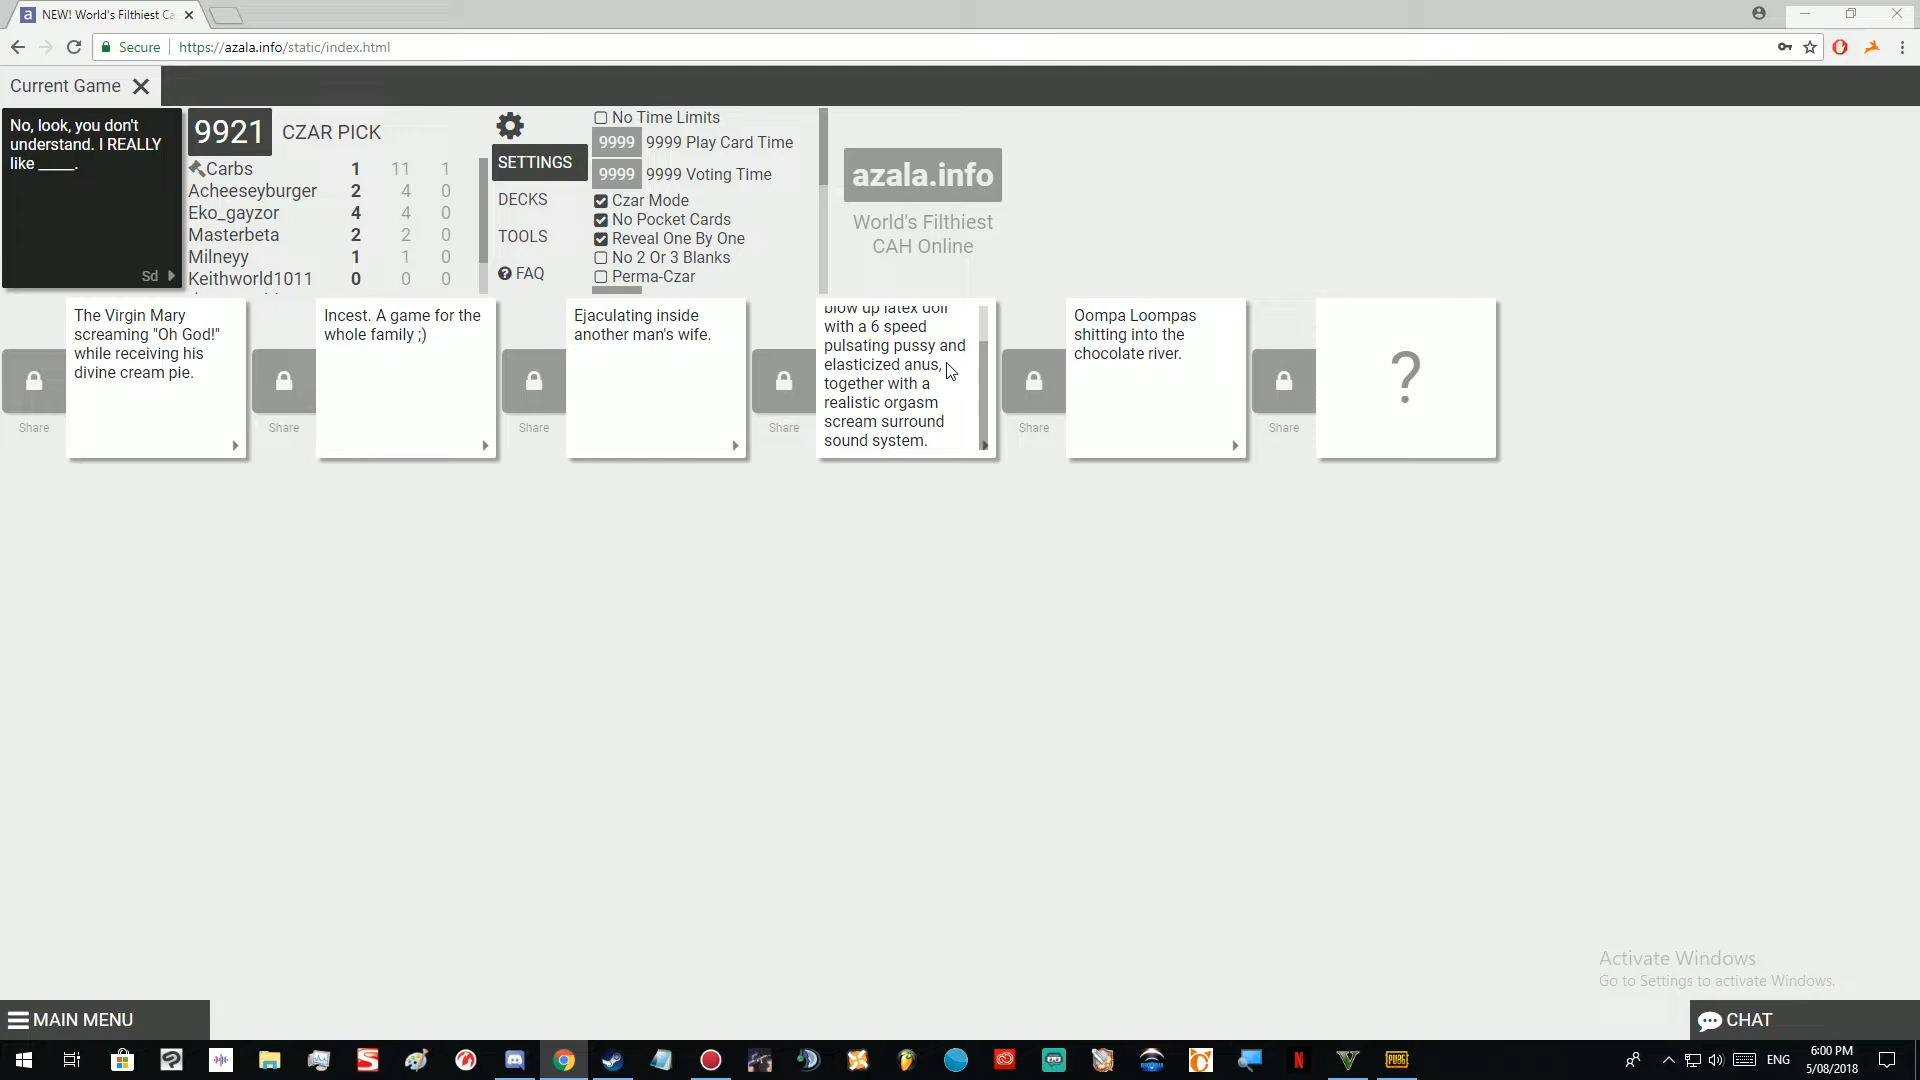 NEW! World's Filthiest Ca
Secure
https://azala.info/static/index.html
Current Game
No, look, you don't
understand. I REALLY
like _____.
Sd
9921 CZAR PICK
Carbs 1 11 1
Acheeseyburger 2 4 0
Eko_gayzor 4 4 0
Masterbeta 2 2 0
Milneyy 1 1 0
Keithworld1011 0 0 0
SETTINGS
DECKS
TOOLS
FAQ
No Time Limits
9999 9999 Play Card Time
9999 9999 Voting Time
Czar Mode
No Pocket Cards
Reveal One By One
No 2 Or 3 Blanks
Perma-Czar
azala.info
World's Filthiest
CAH Online
Share
The Virgin Mary
screaming "Oh God!"
while receiving his
divine cream pie.
Share
Incest. A game for the
whole family ;)
Share
Ejaculating inside
another man's wife.
Share
blow up latex doll
with a 6 speed
pulsating pussy and
elasticized anus,
together with a
realistic orgasm
scream surround
sound system.
Share
Oompa Loompas
shitting into the
chocolate river.
Share
?
Activate Windows
Go to Settings to activate Windows.
MAIN MENU
CHAT
ENG
6:00 PM
5/08/2018